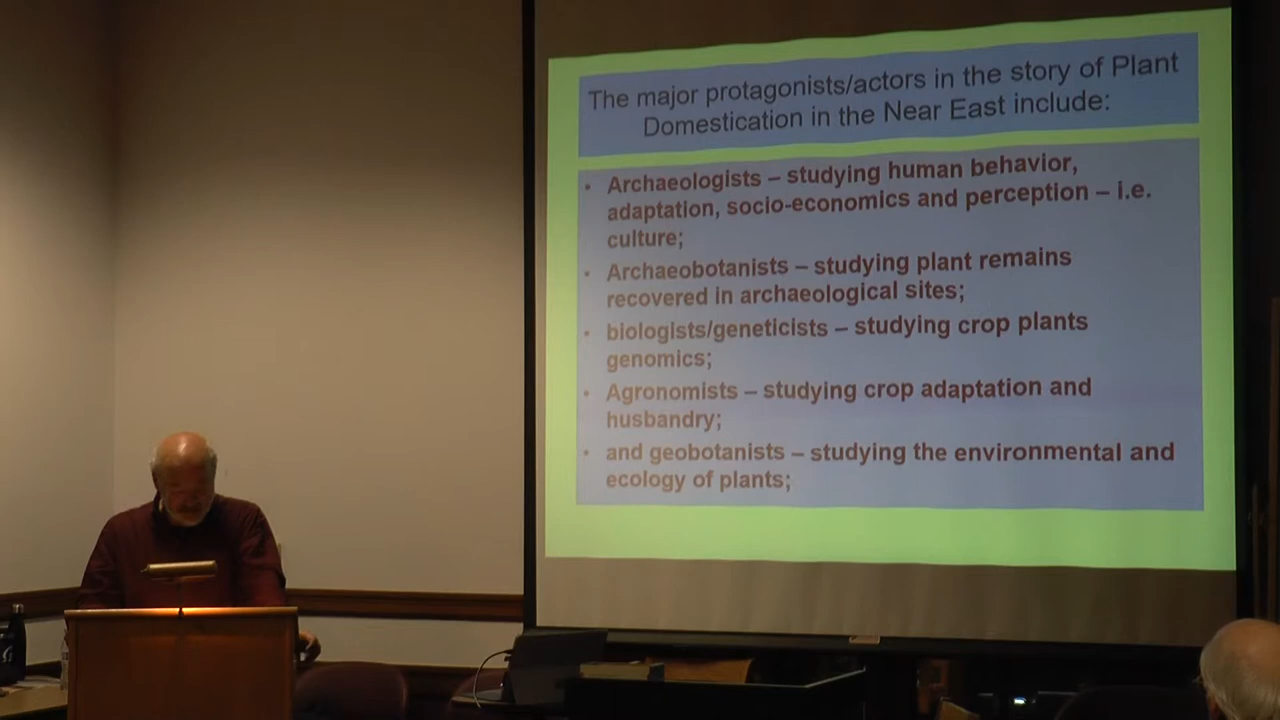 The major protagonists/actors in the story of Plant
Domestication in the Near East include:
• Archaeologists – studying human behavior,
adaptation, socio-economics and perception – i.e.
culture;
• Archaeobotanists – studying plant remains
recovered in archaeological sites;
• biologists/geneticists – studying crop plants
genomics;
• Agronomists – studying crop adaptation and
husbandry;
• and geobotanists – studying the environmental and
ecology of plants;